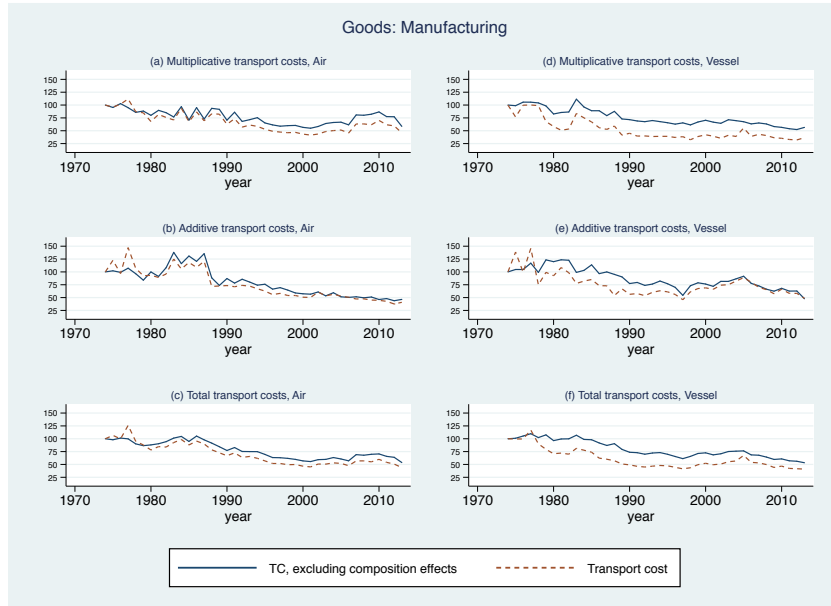 Goods: Manufacturing
(a) Multiplicative transport costs, Air
150
125
100
75
50
25
1970 1980 1990 2000 2010
year
(d) Multiplicative transport costs, Vessel
150
125
100
75
50
25
1970 1980 1990 2000 2010
year
(b) Additive transport costs, Air
150
125
100
75
50
25
1970 1980 1990 2000 2010
year
(e) Additive transport costs, Vessel
150
125
100
75
50
25
1970 1980 1990 2000 2010
year
(c) Total transport costs, Air
150
125
100
75
50
25
1970 1980 1990 2000 2010
year
(f) Total transport costs, Vessel
150
125
100
75
50
25
1970 1980 1990 2000 2010
year
TC, excluding composition effects Transport cost